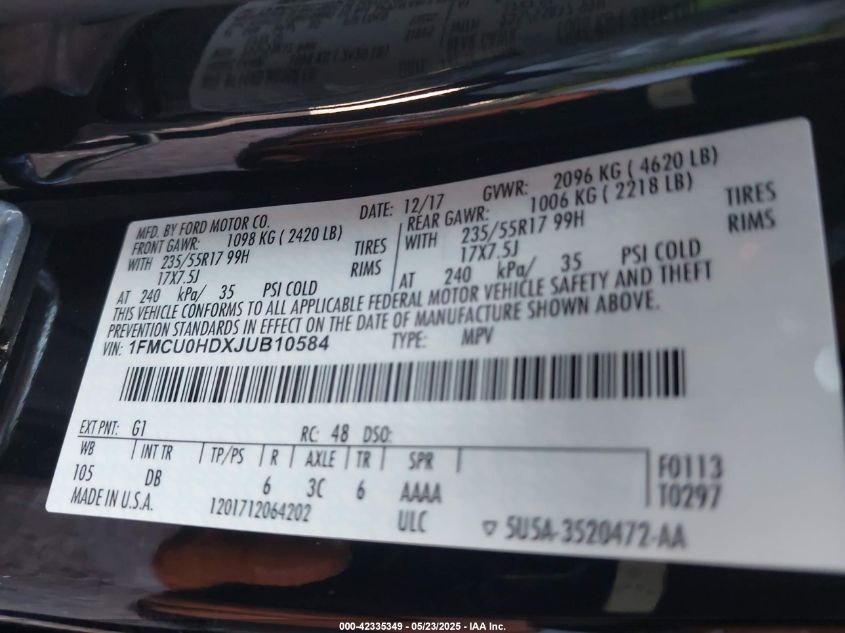 MFD. BY FORD MOTOR CO.
DATE: 12/17
GVWR: 2096 KG ( 4620 LB)
FRONT GAWR: 1098 KG ( 2420 LB)
REAR GAWR: 1006 KG ( 2218 LB)
WITH 235/55R17 99H TIRES
WITH 235/55R17 99H TIRES
17X7.5J RIMS
17X7.5J RIMS
AT 240 kPa/ 35 PSI COLD
AT 240 kPa/ 35 PSI COLD
THIS VEHICLE CONFORMS TO ALL APPLICABLE FEDERAL MOTOR VEHICLE SAFETY AND THEFT
PREVENTION STANDARDS IN EFFECT ON THE DATE OF MANUFACTURE SHOWN ABOVE.
VIN: 1FMCU0HDXJUB10584
TYPE: MPV
EXT PNT: G1
RC: 48 DSO:
WB INT TR TP/PS R AXLE TR SPR
105 DB 6 3C 6 AAAA
F0113
T0297
MADE IN U.S.A.
1201712064202
ULC
5U5A-3520472-AA
000-42335349 - 05/23/2025 - IAA Inc.